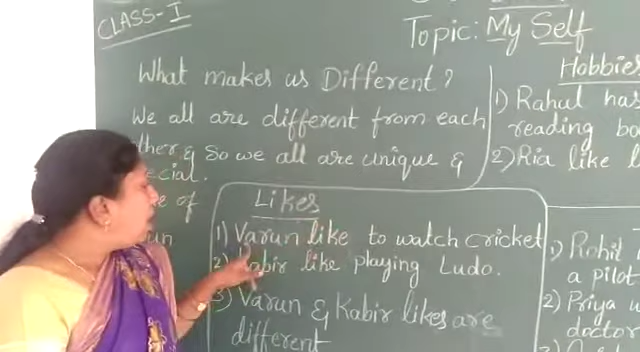 CLASS- I
Topic: My Self
What makes us Different?
We all are different from each
other & So we all are unique &
special.
of
Likes
1) Varun like to watch cricket
2) Kabir like playing Ludo.
3) Varun & Kabir likes are
different
Hobbies
1) Rahul has
reading
2) Ria like
1) Rohit
a pilot
2) Priya
doctor